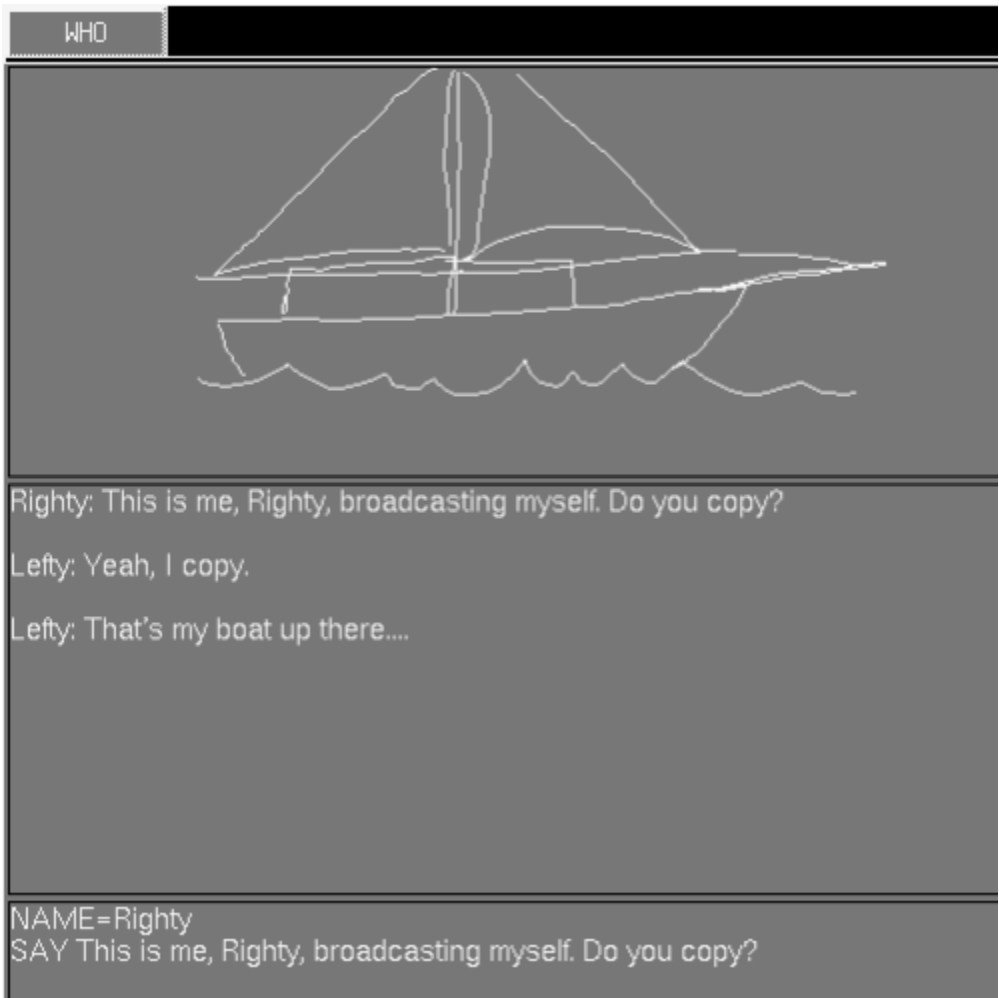 WHO
Righty: This is me, Righty, broadcasting myself. Do you copy?
Lefty: Yeah, I copy.
Lefty: That's my boat up there....
NAME=Righty
SAY This is me, Righty, broadcasting myself. Do you copy?